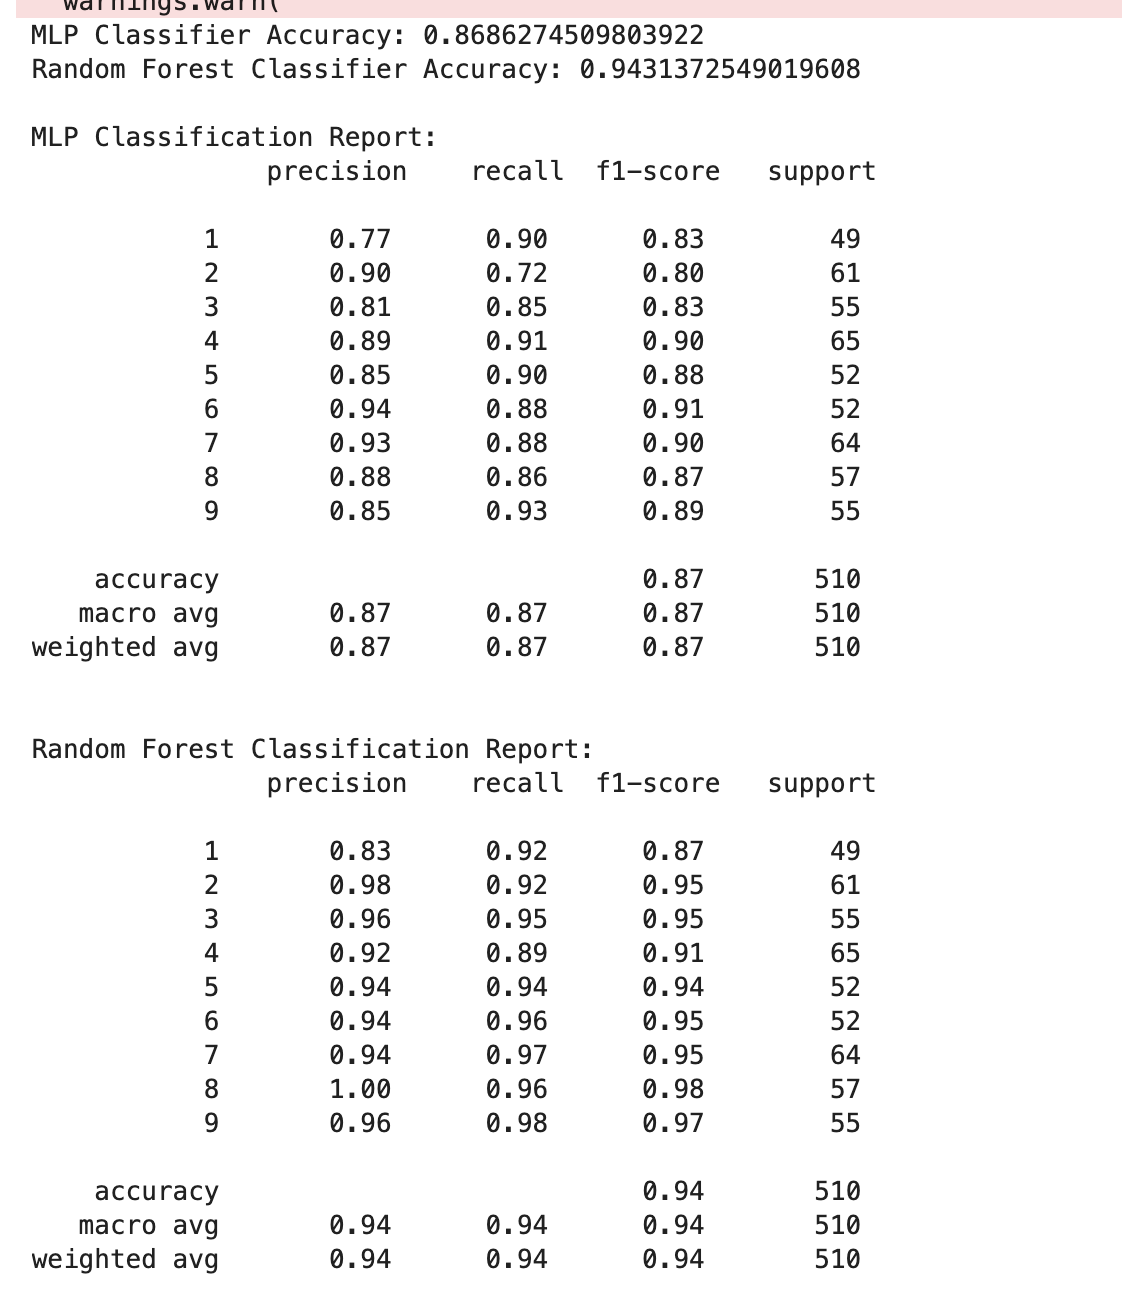 warnings.warn(
MLP Classifier Accuracy: 0.8686274509803922
Random Forest Classifier Accuracy: 0.9431372549019608
MLP Classification Report:
precision recall f1-score support
1 0.77 0.90 0.83 49
2 0.90 0.72 0.80 61
3 0.81 0.85 0.83 55
4 0.89 0.91 0.90 65
5 0.85 0.90 0.88 52
6 0.94 0.88 0.91 52
7 0.93 0.88 0.90 64
8 0.88 0.86 0.87 57
9 0.85 0.93 0.89 55
accuracy 0.87 510
macro avg 0.87 0.87 0.87 510
weighted avg 0.87 0.87 0.87 510
Random Forest Classification Report:
precision recall f1-score support
1 0.83 0.92 0.87 49
2 0.98 0.92 0.95 61
3 0.96 0.95 0.95 55
4 0.92 0.89 0.91 65
5 0.94 0.94 0.94 52
6 0.94 0.96 0.95 52
7 0.94 0.97 0.95 64
8 1.00 0.96 0.98 57
9 0.96 0.98 0.97 55
accuracy 0.94 510
macro avg 0.94 0.94 0.94 510
weighted avg 0.94 0.94 0.94 510